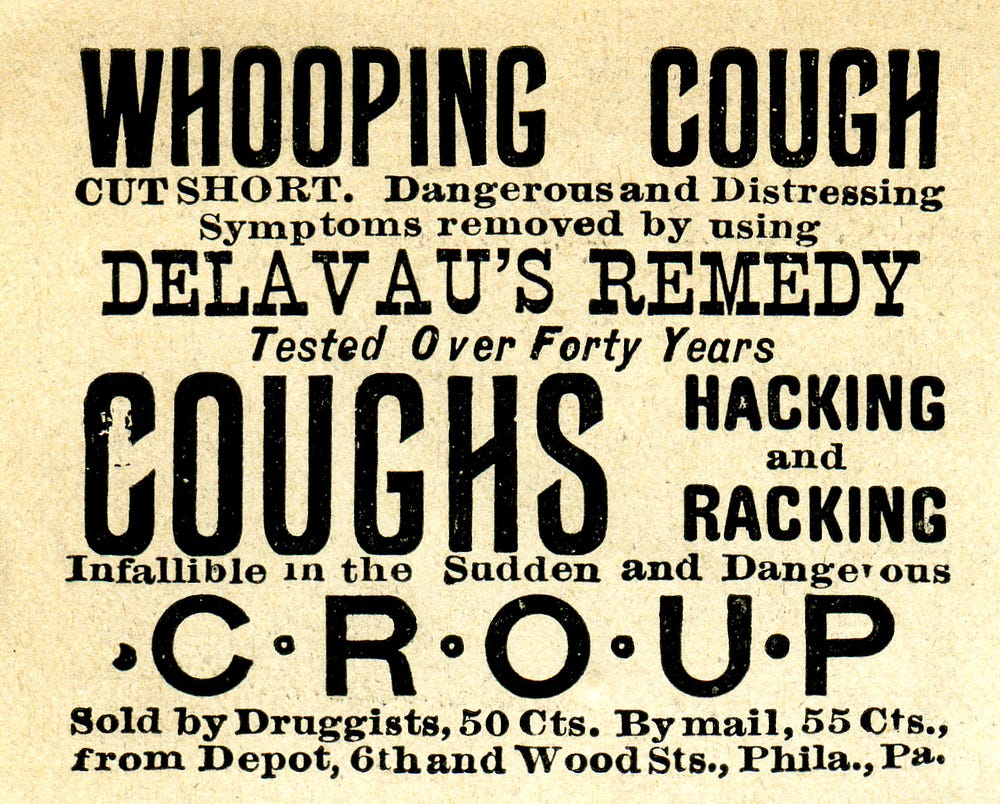 WHOOPING COUGH
CUT SHORT. Dangerous and Distressing
Symptoms removed by using
DELAVAU'S REMEDY
Tested Over Forty Years
COUGHS HACKING
and
RACKING
Infallible in the Sudden and Dangerous
C·R·O·U·P
Sold by Druggists, 50 Cts. By mail, 55 Cts.,
from Depot, 6th and Wood Sts., Phila., Pa.